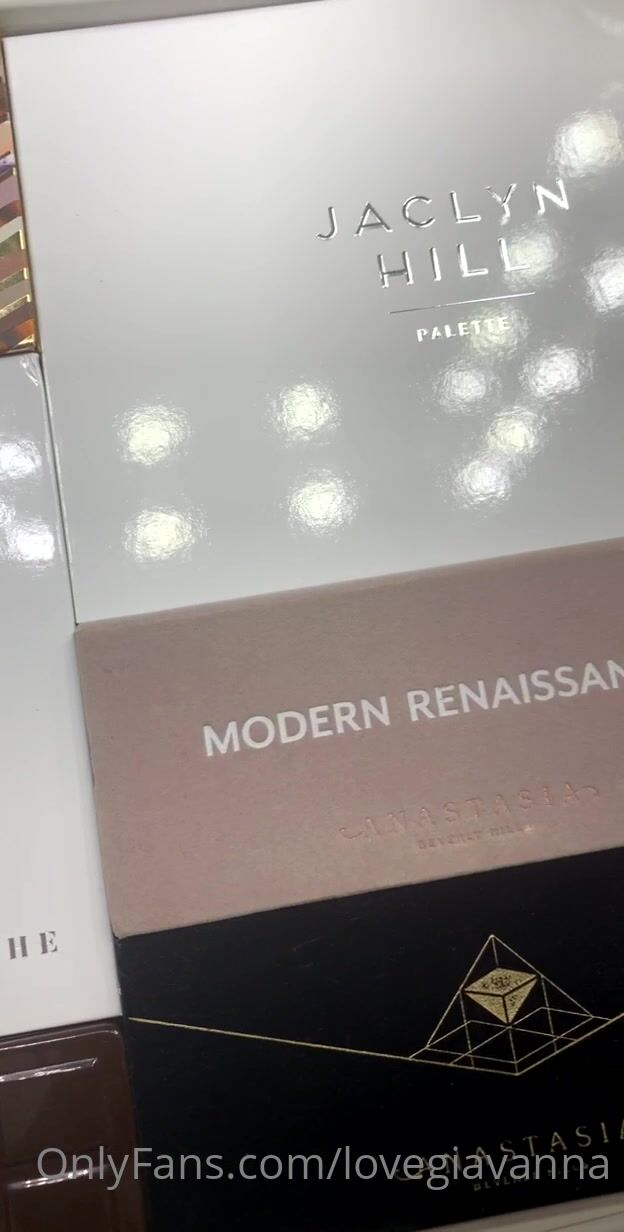 JACLYN
HILL
PALETTE
MODERN RENAISSAN
ANASTASIA
BEVERLY HILLS
HE
ANASTASIA
OnlyFans.com/lovegiavanna